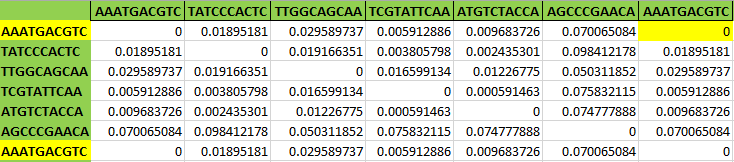 AAATGACGTC TATCCCACTC TTGGCAGCAA TCGTATTCAA ATGTCTACCA AGCCCGAACA AAATGACGTC
AAATGACGTC 0 0.01895181 0.029589737 0.005912886 0.009683726 0.070065084 0
TATCCCACTC 0.01895181 0 0.019166351 0.003805798 0.002435301 0.098412178 0.01895181
TTGGCAGCAA 0.029589737 0.019166351 0 0.016599134 0.01226775 0.050311852 0.029589737
TCGTATTCAA 0.005912886 0.003805798 0.016599134 0 0.000591463 0.075832115 0.005912886
ATGTCTACCA 0.009683726 0.002435301 0.01226775 0.000591463 0 0.074777888 0.009683726
AGCCCGAACA 0.070065084 0.098412178 0.050311852 0.075832115 0.074777888 0 0.070065084
AAATGACGTC 0 0.01895181 0.029589737 0.005912886 0.009683726 0.070065084 0